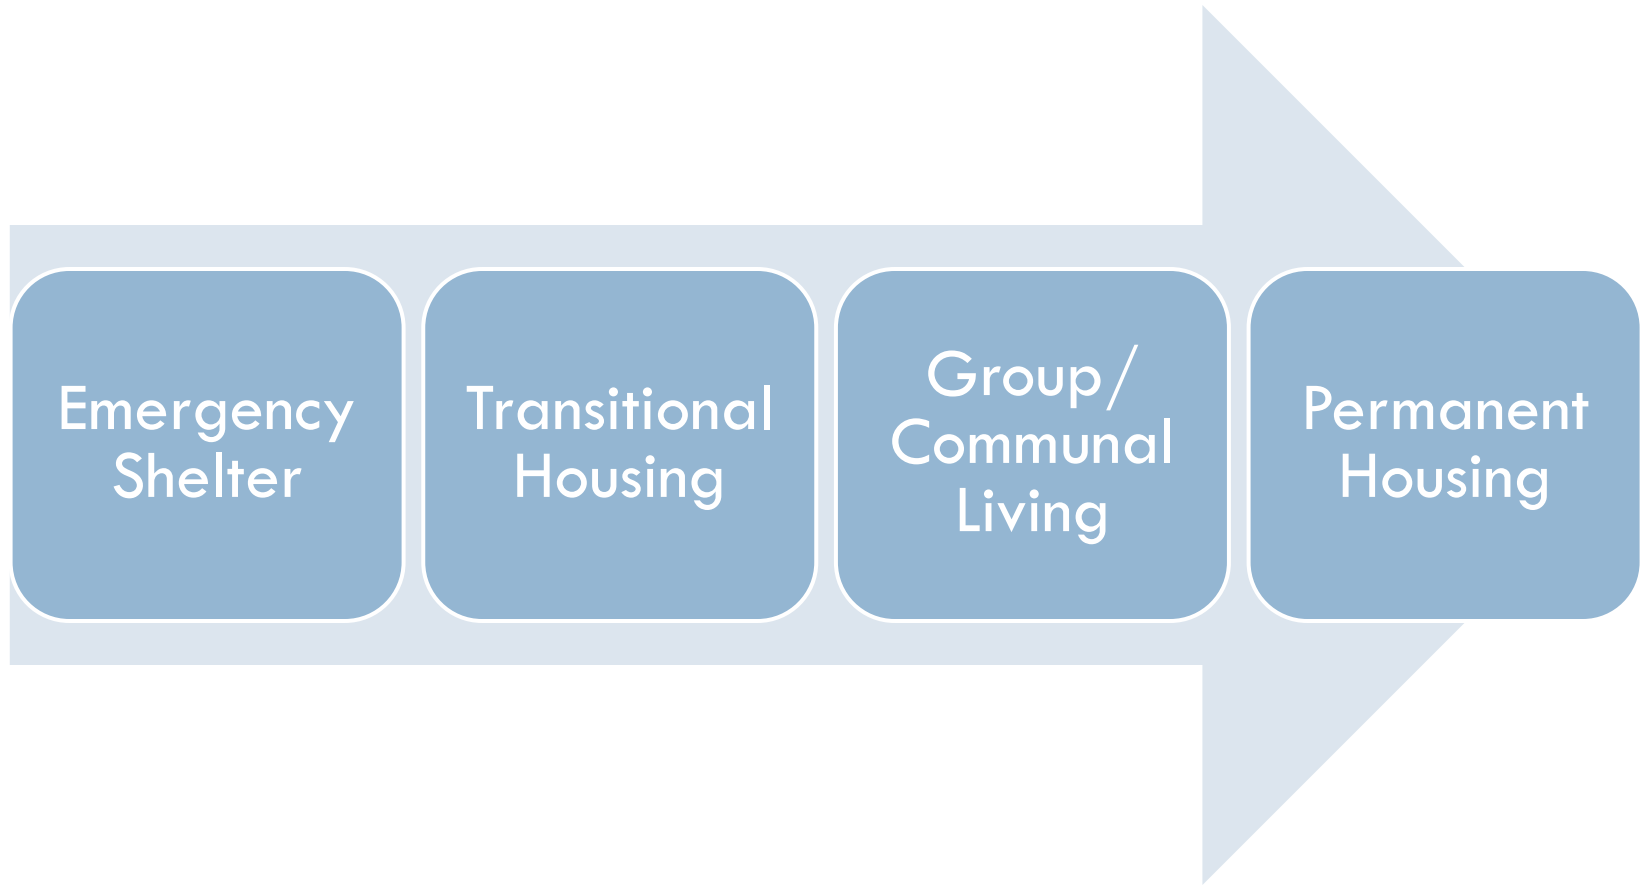 Emergency
Shelter
Transitional
Housing
Group/
Communal
Living
Permanent
Housing